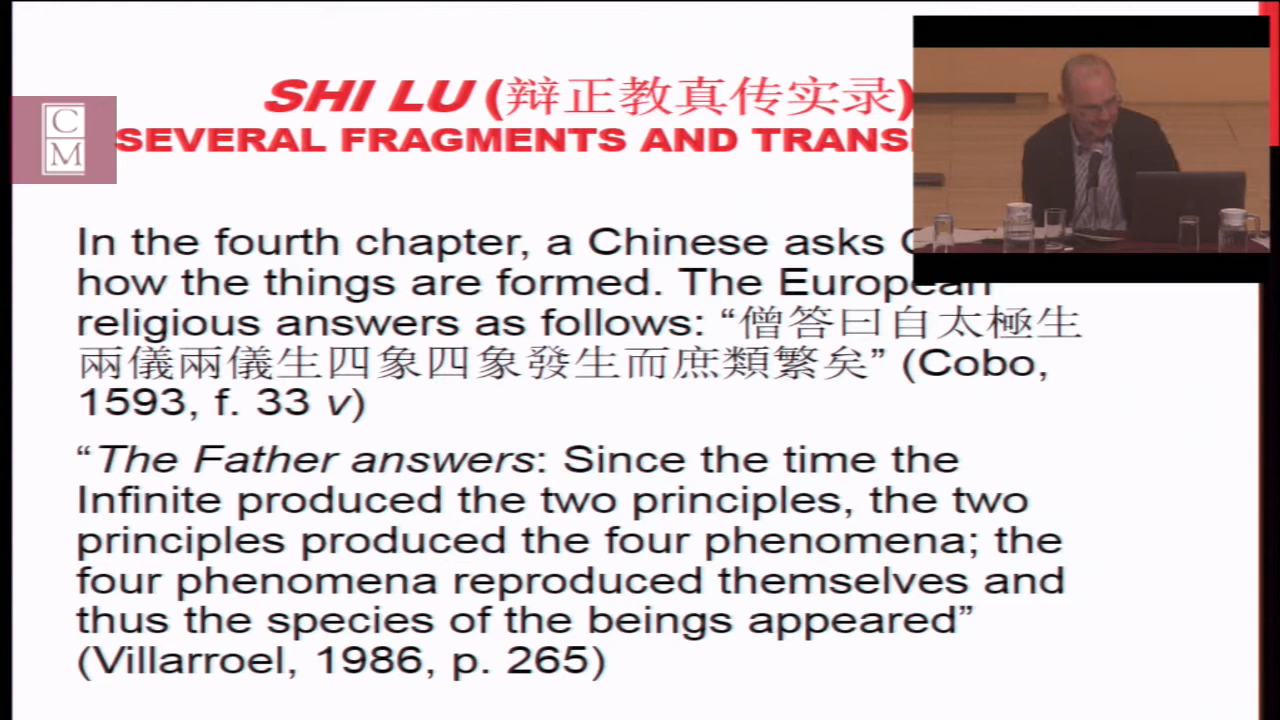 SHI LU (辯正教真传实录)
C
M
SEVERAL FRAGMENTS AND
In the fourth chapter, a Chinese asks
how the things are formed. The European
religious answers as follows: “僧答曰自太極生
兩儀兩儀生四象四象發生而庶類繁矣” (Cobo,
1593, f. 33 v)
“The Father answers: Since the time the
Infinite produced the two principles, the two
principles produced the four phenomena; the
four phenomena reproduced themselves and
thus the species of the beings appeared”
(Villarroel, 1986, p. 265)